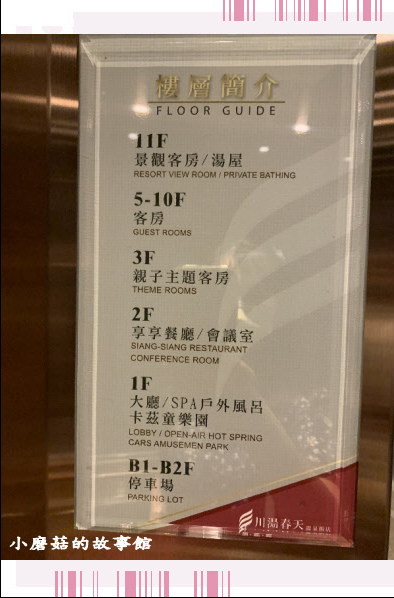 樓層簡介
FLOOR GUIDE
11F
景觀客房/湯屋
RESORT VIEW ROOM / PRIVATE BATHING
5-10F
客房
GUEST ROOMS
3F
親子主題客房
THEME ROOMS
2F
享享餐廳/會議室
SIANG-SIANG RESTAURANT
CONFERENCE ROOM
1F
大廳/SPA戶外風呂
卡茲童樂園
LOBBY / OPEN-AIR HOT SPRING
CARS AMUSEMEN PARK
B1-B2F
停車場
PARKING LOT
川湯春天
小磨菇的故事館